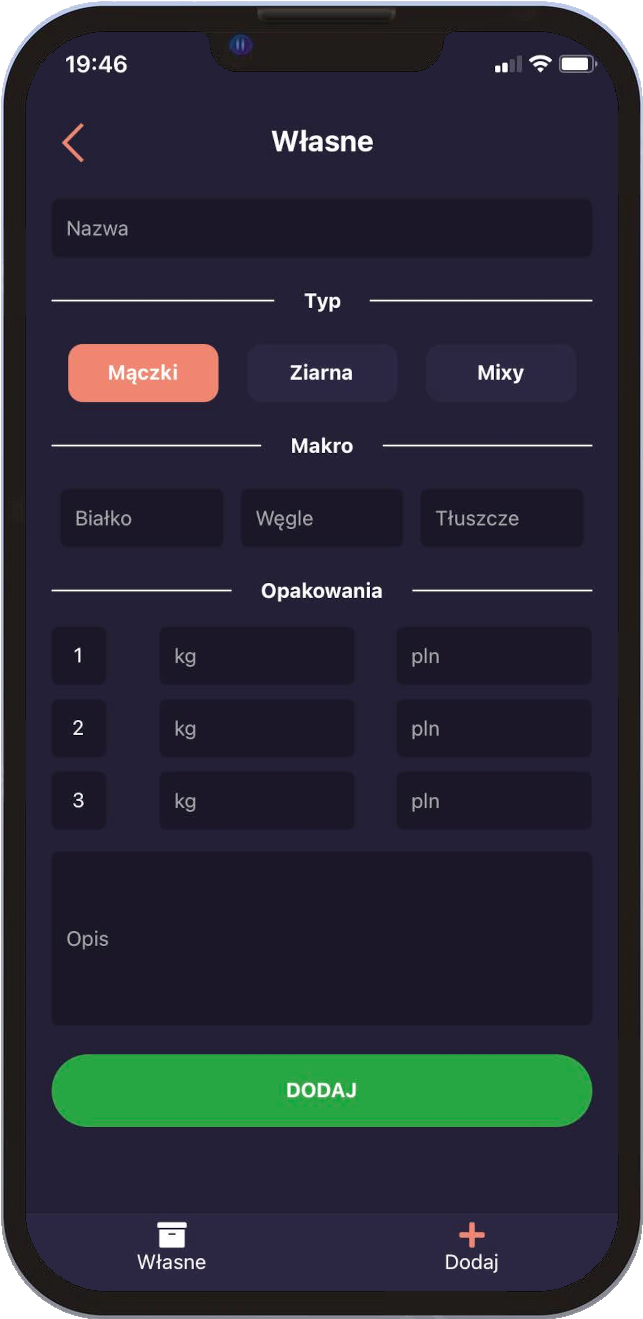 19:46
Własne
Nazwa
Typ
Mączki Ziarna Mixy
Makro
Białko Węgle Tłuszcze
Opakowania
1 kg pln
2 kg pln
3 kg pln
Opis
DODAJ
Własne Dodaj